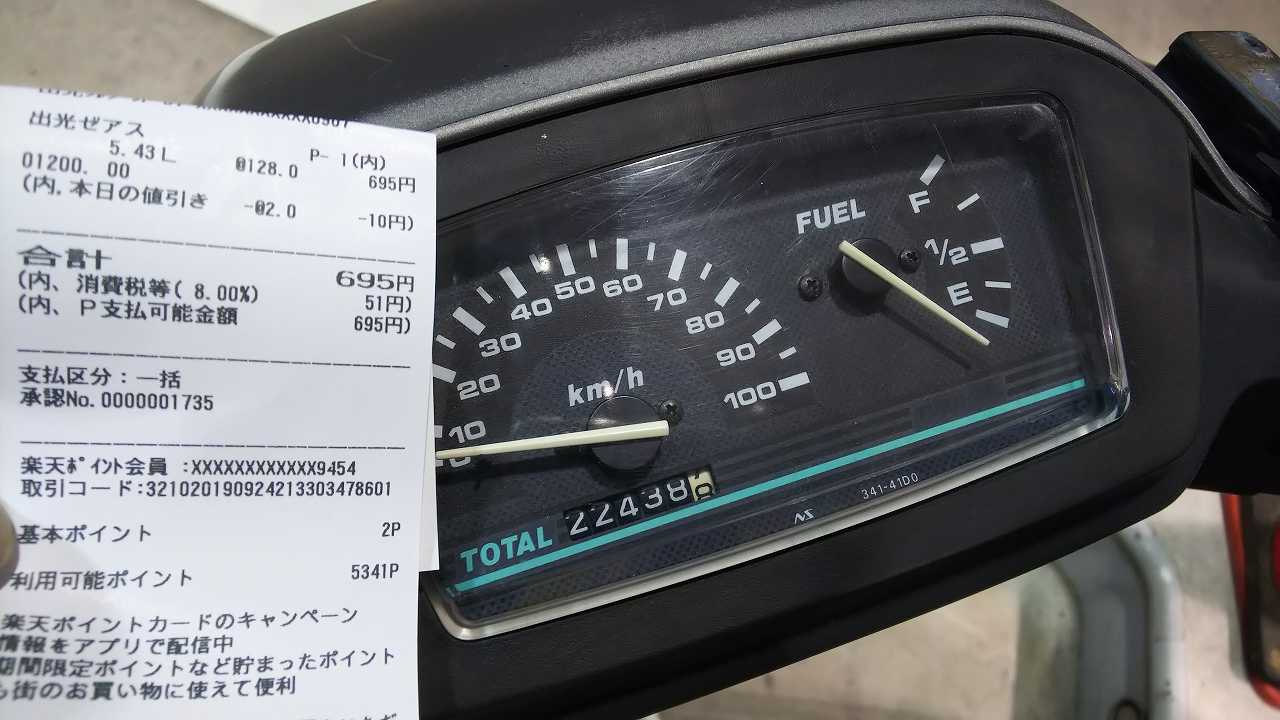 出光ゼアス
P- 1(内)
5.43L @128.0 695円
01200. 00
(内,本日の値引き -@2.0 -10円)
合計 695円
(内、消費税等( 8.00%) 51円)
(内、P支払可能金額 695円)
支払区分:一括
承認No.0000001735
楽天ポイント会員 :XXXXXXXXXXXX9454
取引コード:321020190924213303478601
基本ポイント 2P
利用可能ポイント 5341P
楽天ポイントカードのキャンペーン
情報をアプリで配信中
期間限定ポイントなど貯まったポイント
も街のお買い物に使えて便利
10
20
30
40
50
60
70
80
90
100
km/h
FUEL
F
1/2
E
TOTAL 22438
NS
341-41D0